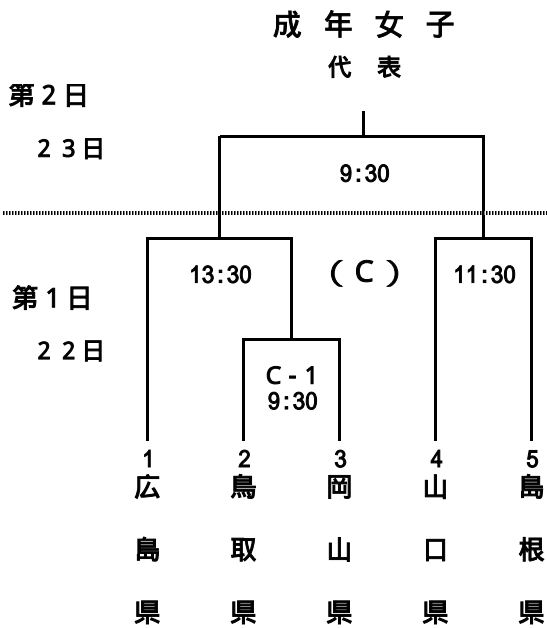 成年女子
代表
第2日
23日
9:30
13:30
(C)
11:30
第1日
22日
C-1
9:30
1
2
3
4
5
広島県
鳥取県
岡山県
山口県
島根県